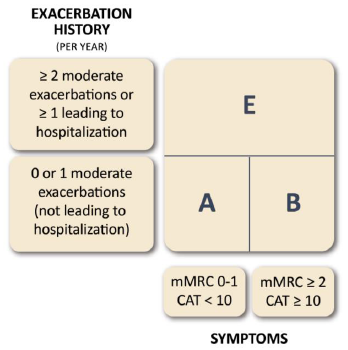 EXACERBATION
HISTORY
(PER YEAR)
≥ 2 moderate
exacerbations or
≥ 1 leading to
hospitalization
E
0 or 1 moderate
exacerbations
(not leading to
hospitalization)
A
B
mMRC 0-1
CAT < 10
mMRC ≥ 2
CAT ≥ 10
SYMPTOMS